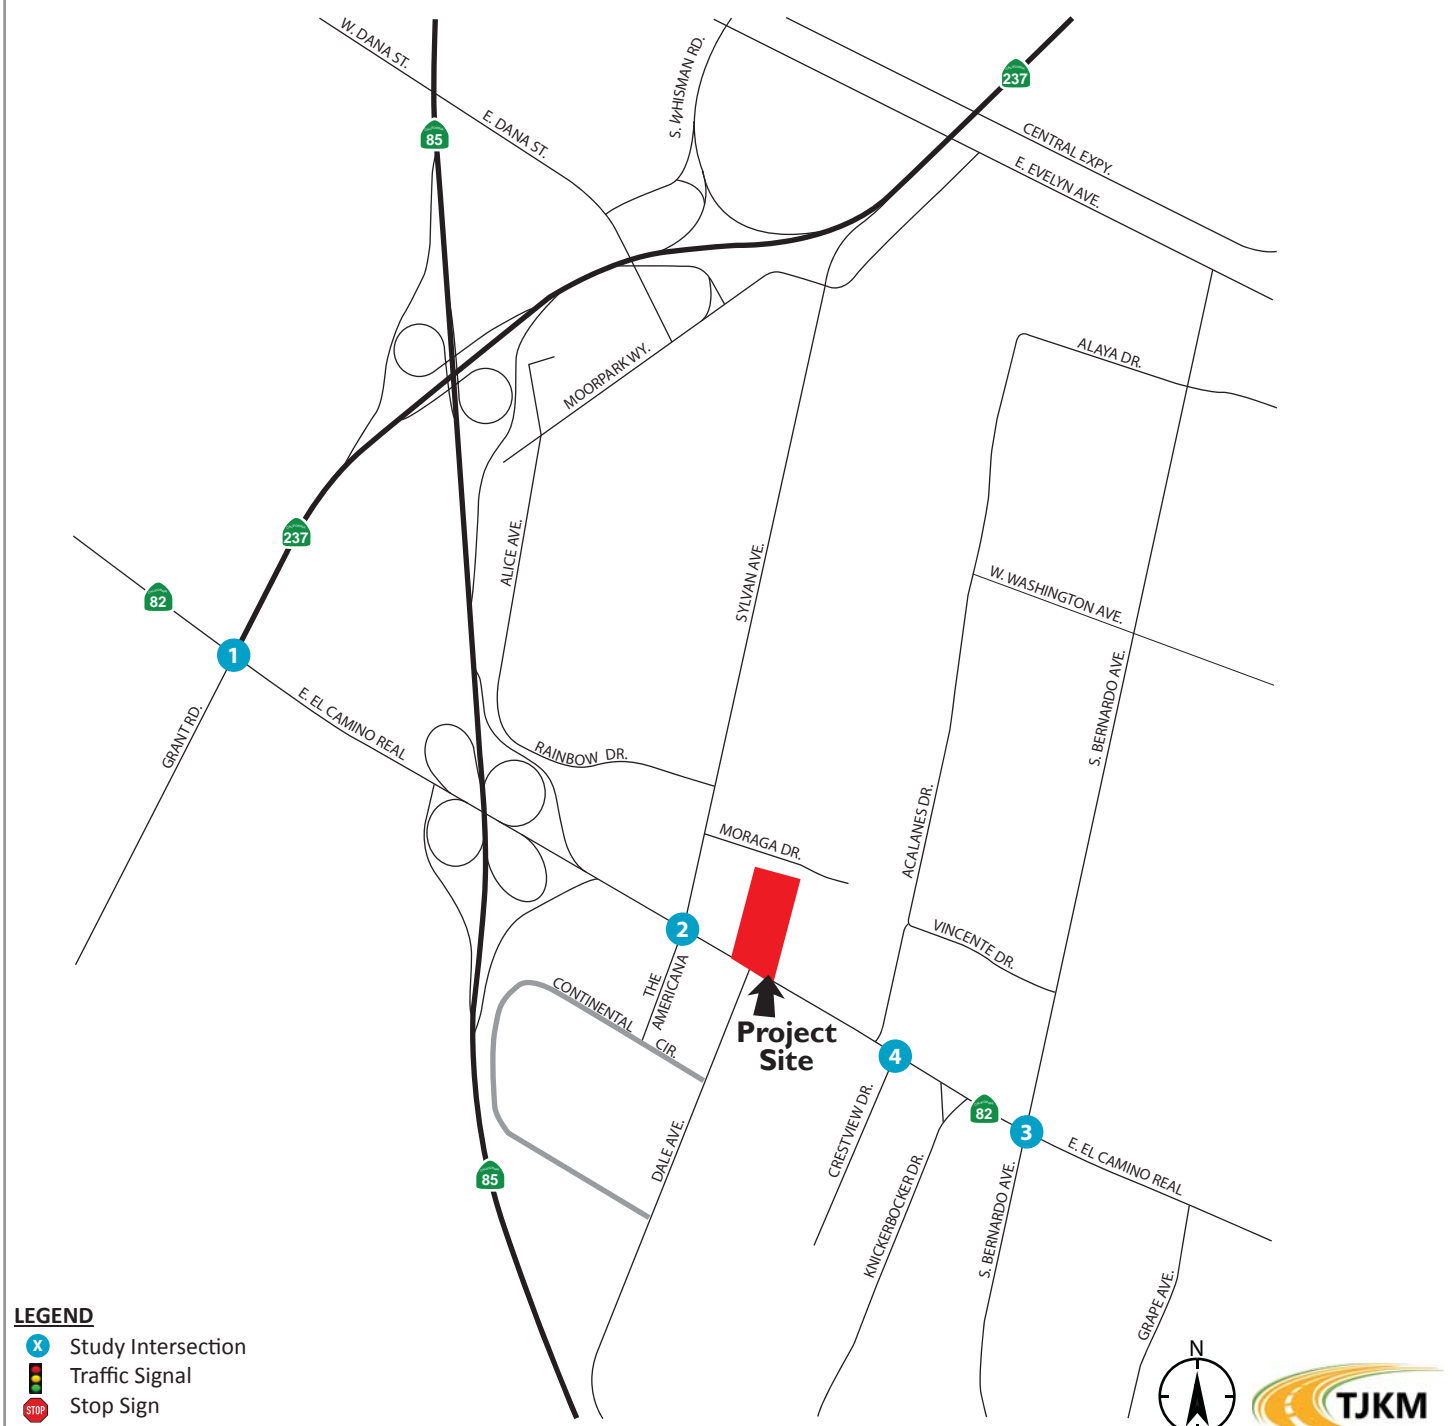 W. DANA ST.
S. WHISMAN RD.
237
CENTRAL EXPY.
E. DANA ST.
85
E. EVELYN AVE.
ALAYA DR.
MOORPARK WY.
237
ALICE AVE.
SYLVAN AVE.
82
W. WASHINGTON AVE.
1
E. EL CAMINO REAL
GRANT RD.
S. BERNARDO AVE.
RAINBOW DR.
MORAGA DR.
ACALANES DR.
2
VINCENTE DR.
THE
AMERICANA
CONTINENTAL
CIR.
Project
Site
4
82
3
CRESTVIEW DR.
E. EL CAMINO REAL
DALE AVE.
85
KNICKERBOCKER DR.
S. BERNARDO AVE.
GRAPE AVE.
LEGEND
X Study Intersection
Traffic Signal
STOP Stop Sign
N
TJKM